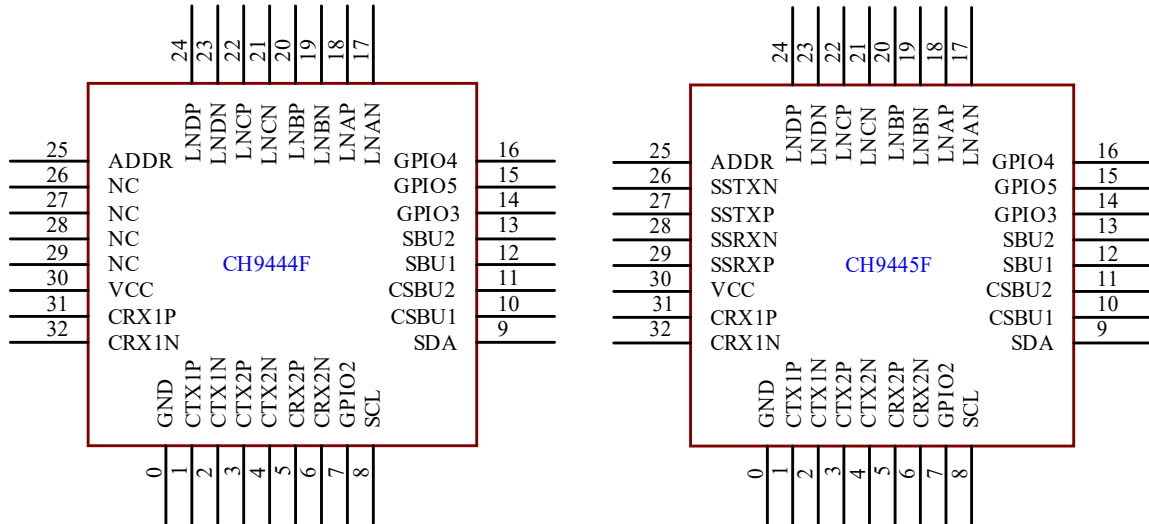 24 23 22 21 20 19 18 17
LNDP LNDN LNCP LNCN LNBP LNBN LNAP LNAN
25 ADDR GPIO4 16
26 NC GPIO5 15
27 NC GPIO3 14
28 NC SBU2 13
29 NC CH9444F SBU1 12
30 VCC CSBU2 11
31 CRX1P CSBU1 10
32 CRX1N SDA 9
GND CTX1P CTX1N CTX2P CTX2N CRX2P CRX2N GPIO2 SCL
0 1 2 3 4 5 6 7 8
24 23 22 21 20 19 18 17
LNDP LNDN LNCP LNCN LNBP LNBN LNAP LNAN
25 ADDR GPIO4 16
26 SSTXN GPIO5 15
27 SSTXP GPIO3 14
28 SSRXN SBU2 13
29 SSRXP CH9445F SBU1 12
30 VCC CSBU2 11
31 CRX1P CSBU1 10
32 CRX1N SDA 9
GND CTX1P CTX1N CTX2P CTX2N CRX2P CRX2N GPIO2 SCL
0 1 2 3 4 5 6 7 8